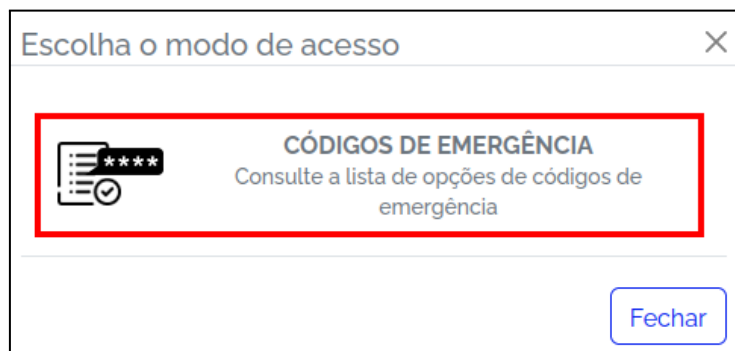 Escolha o modo de acesso
****
CÓDIGOS DE EMERGÊNCIA
Consulte a lista de opções de códigos de
emergência
Fechar